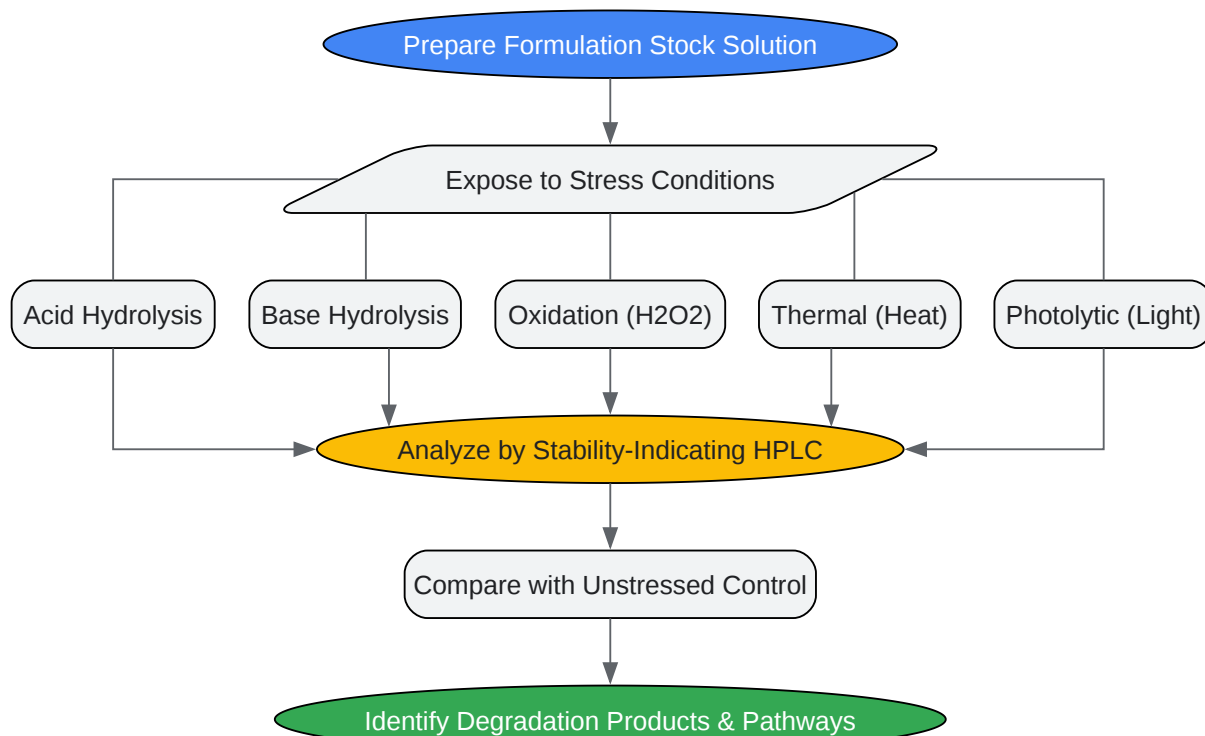 Prepare Formulation Stock Solution
Expose to Stress Conditions
Acid Hydrolysis
Base Hydrolysis
Oxidation (H2O2)
Thermal (Heat)
Photolytic (Light)
Analyze by Stability-Indicating HPLC
Compare with Unstressed Control
Identify Degradation Products & Pathways